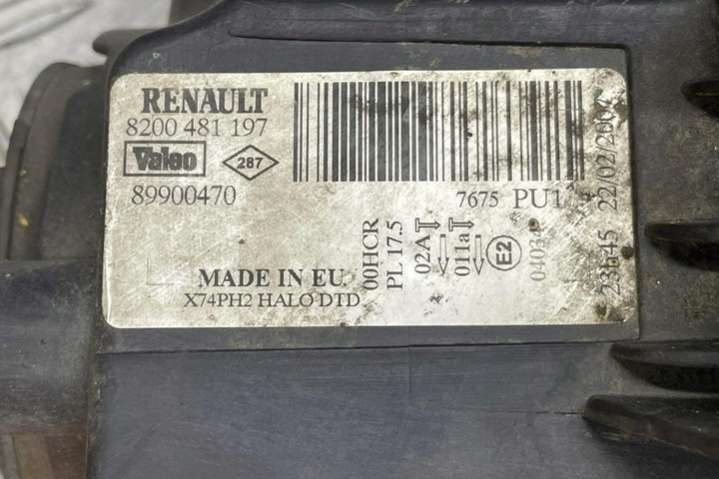 RENAULT
8200 481 197
Valeo
287
89900470
7675 PU1
MADE IN EU
X74PH2 HALO DTD
00HCR
PL 17.5
02A
011a
E2
22/02/200